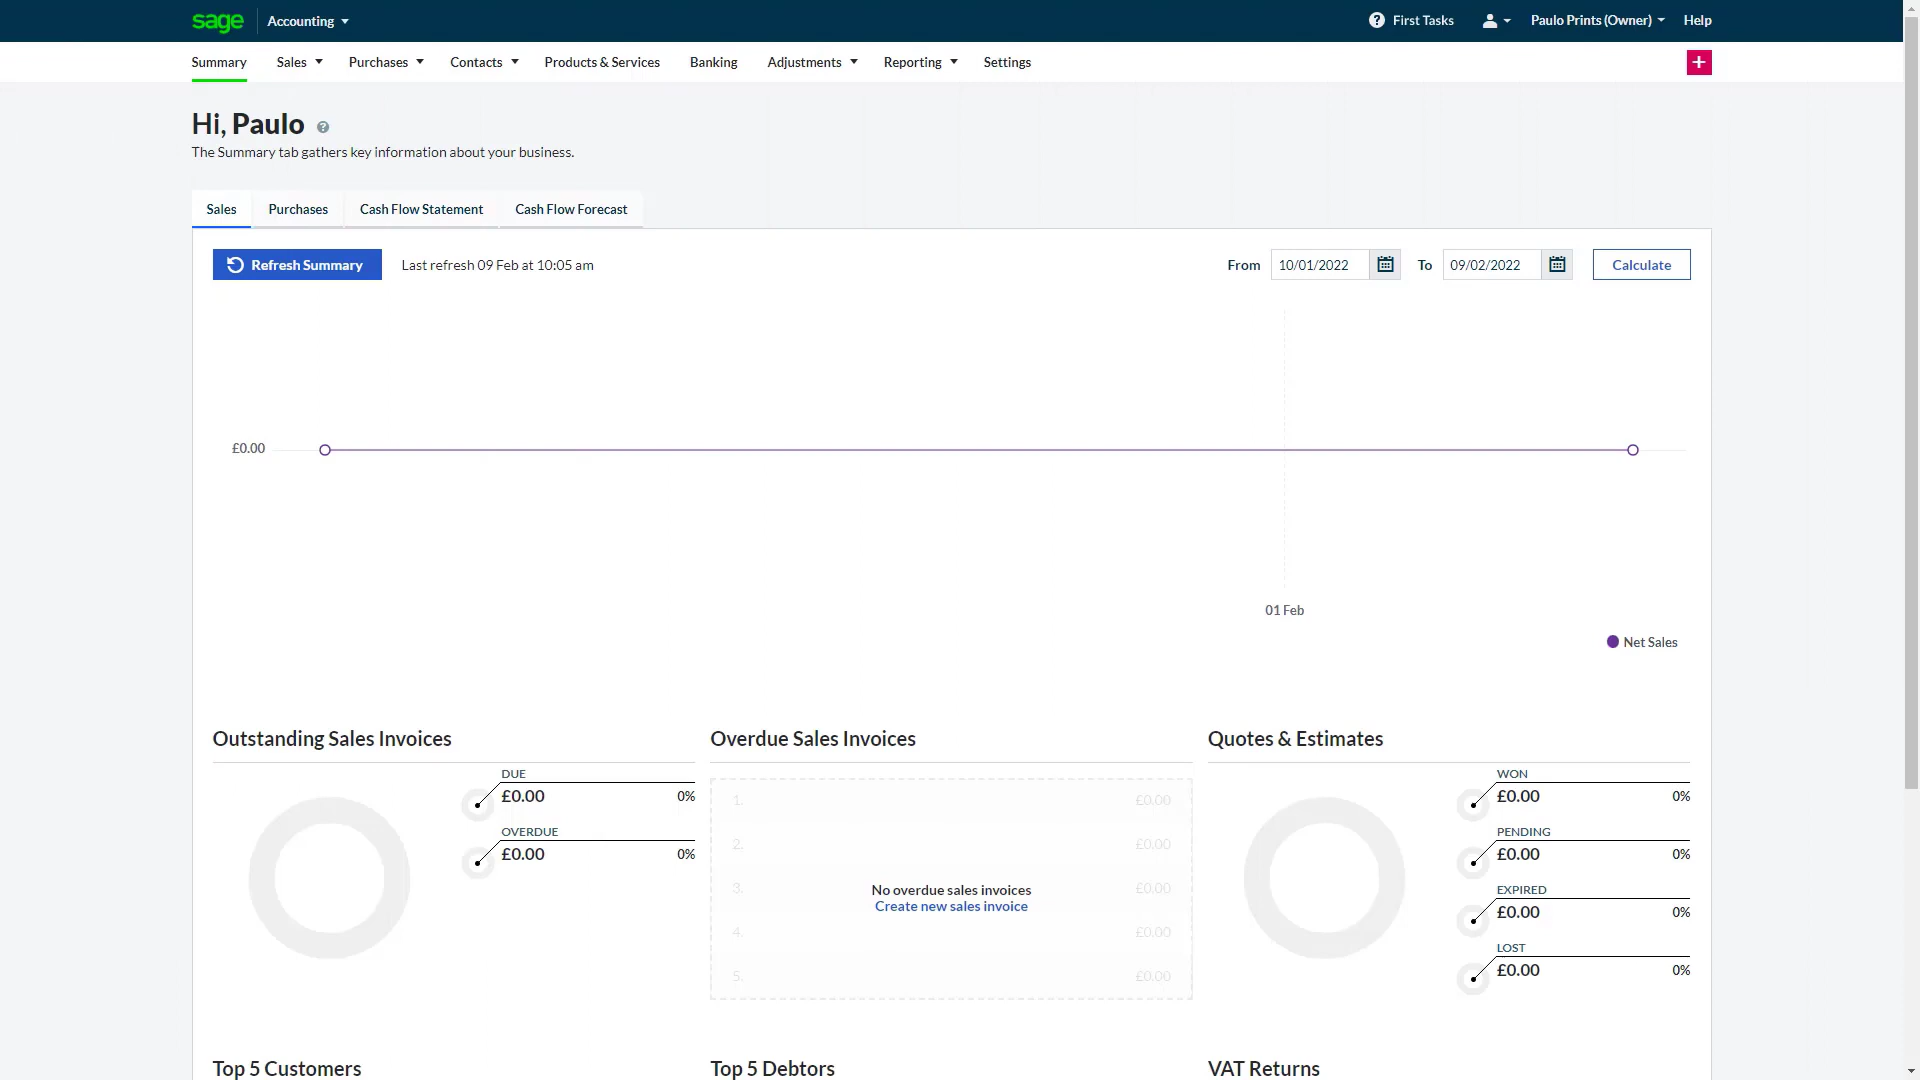 sage Accounting First Tasks Paulo Prints (Owner) Help
Summary Sales Purchases Contacts Products & Services Banking Adjustments Reporting Settings +
Hi, Paulo ?
The Summary tab gathers key information about your business.
Sales Purchases Cash Flow Statement Cash Flow Forecast
Refresh Summary Last refresh 09 Feb at 10:05 am From 10/01/2022 To 09/02/2022 Calculate
£0.00
01 Feb
Net Sales
Outstanding Sales Invoices
DUE
£0.00 0%
OVERDUE
£0.00 0%
Overdue Sales Invoices
1. £0.00
2. £0.00
3. £0.00
No overdue sales invoices
Create new sales invoice
4. £0.00
5. £0.00
Quotes & Estimates
WON
£0.00 0%
PENDING
£0.00 0%
EXPIRED
£0.00 0%
LOST
£0.00 0%
Top 5 Customers
Top 5 Debtors
VAT Returns